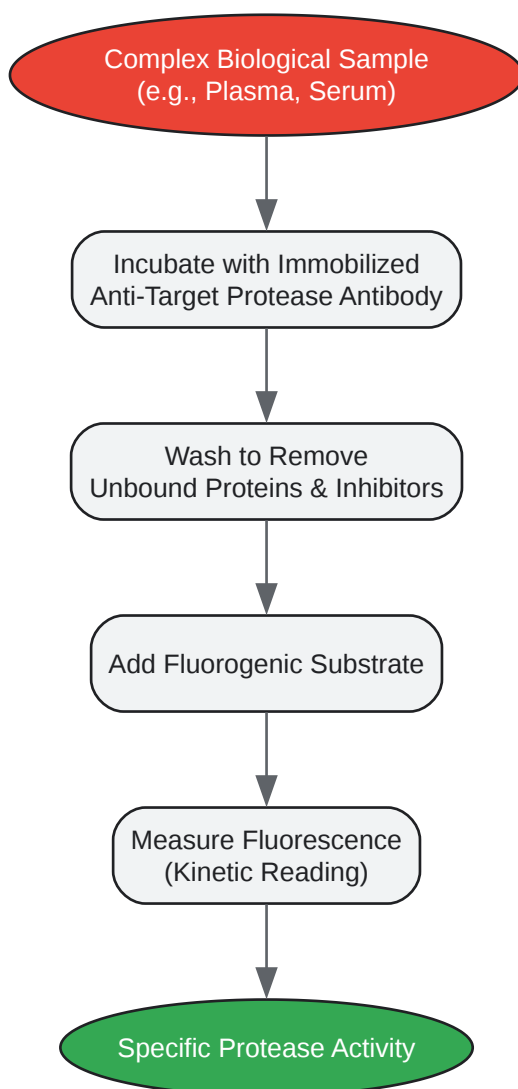 Complex Biological Sample
(e.g., Plasma, Serum)
Incubate with Immobilized
Anti-Target Protease Antibody
Wash to Remove
Unbound Proteins & Inhibitors
Add Fluorogenic Substrate
Measure Fluorescence
(Kinetic Reading)
Specific Protease Activity